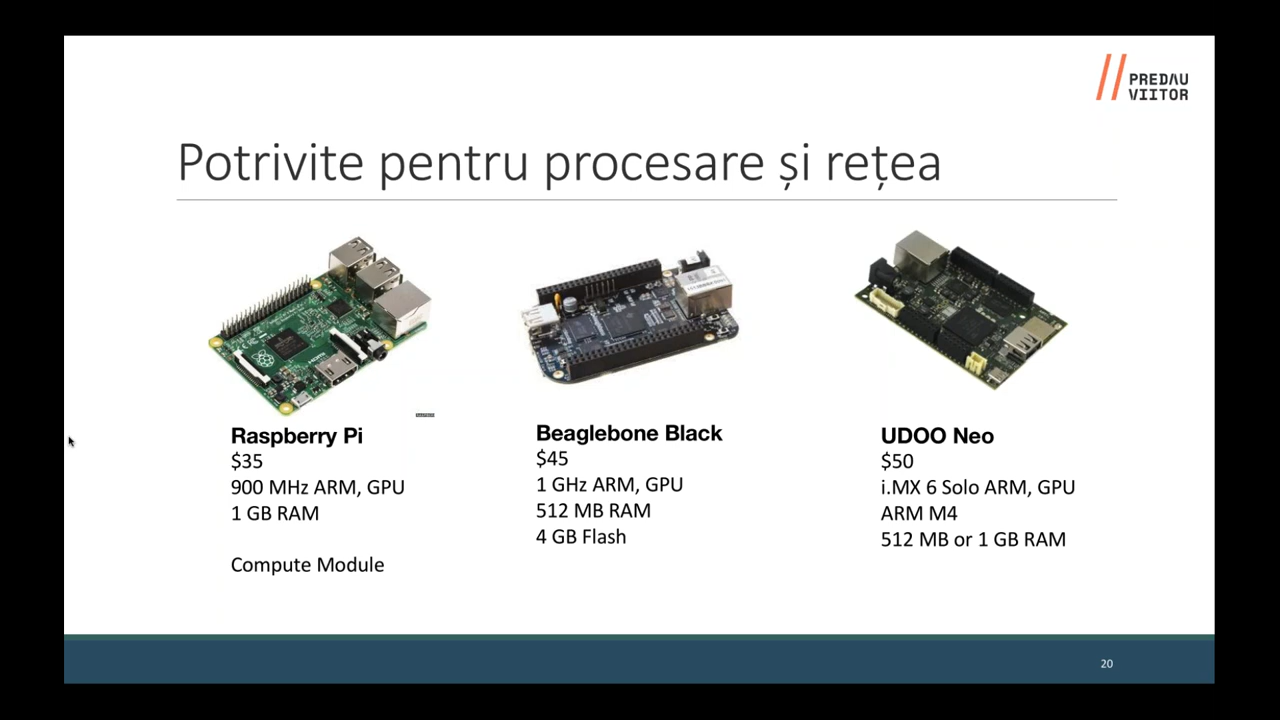 PREDAU
VIITOR
Potrivite pentru procesare și rețea
Raspberry Pi
$35
900 MHz ARM, GPU
1 GB RAM
Compute Module
Beaglebone Black
$45
1 GHz ARM, GPU
512 MB RAM
4 GB Flash
UDOO Neo
$50
i.MX 6 Solo ARM, GPU
ARM M4
512 MB or 1 GB RAM
20